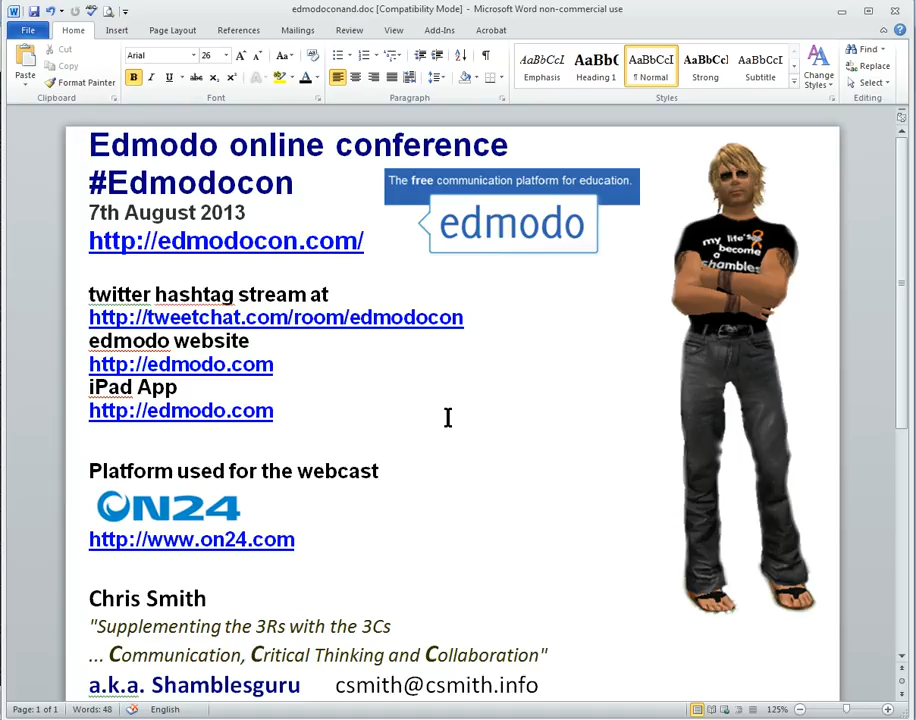 edmodoconand.doc [Compatibility Mode] - Microsoft Word non-commercial use
File Home Insert Page Layout References Mailings Review View Add-Ins Acrobat
Paste
Cut
Copy
Format Painter
Clipboard
Arial 26
Font
Paragraph
AaBbCcI AaBbC AaBbCcI AaBbCcl AaBbCcI
Emphasis Heading 1 ¶ Normal Strong Subtitle
Styles
Change Styles
Find
Replace
Select
Editing
Edmodo online conference
#Edmodocon
7th August 2013
http://edmodocon.com/
The free communication platform for education.
edmodo
twitter hashtag stream at
http://tweetchat.com/room/edmodocon
edmodo website
http://edmodo.com
iPad App
http://edmodo.com
Platform used for the webcast
ON24
http://www.on24.com
my life's
become
a
shambles
Chris Smith
"Supplementing the 3Rs with the 3Cs
... Communication, Critical Thinking and Collaboration"
a.k.a. Shamblesguru csmith@csmith.info
Page: 1 of 1 Words: 48 English 125%